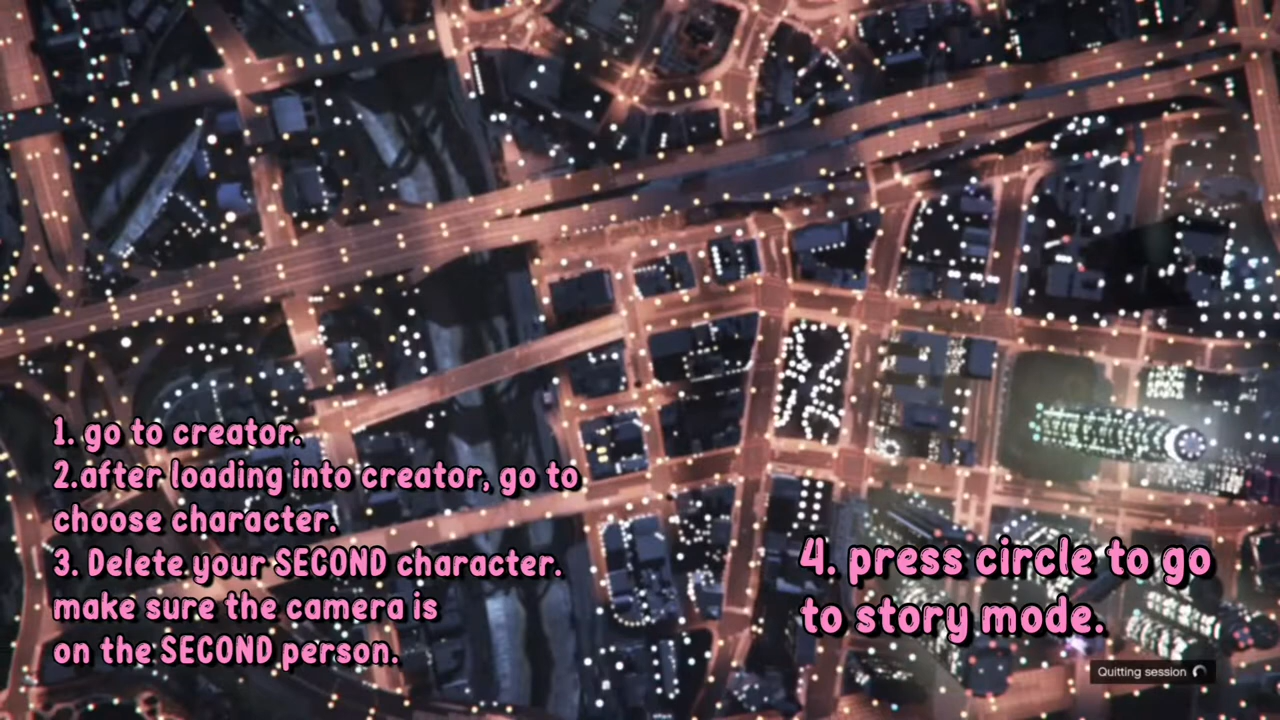 1. go to creator.
2.after loading into creator, go to
choose character.
3. Delete your SECOND character.
make sure the camera is
on the SECOND person.
4. press circle to go
to story mode.
Quitting session